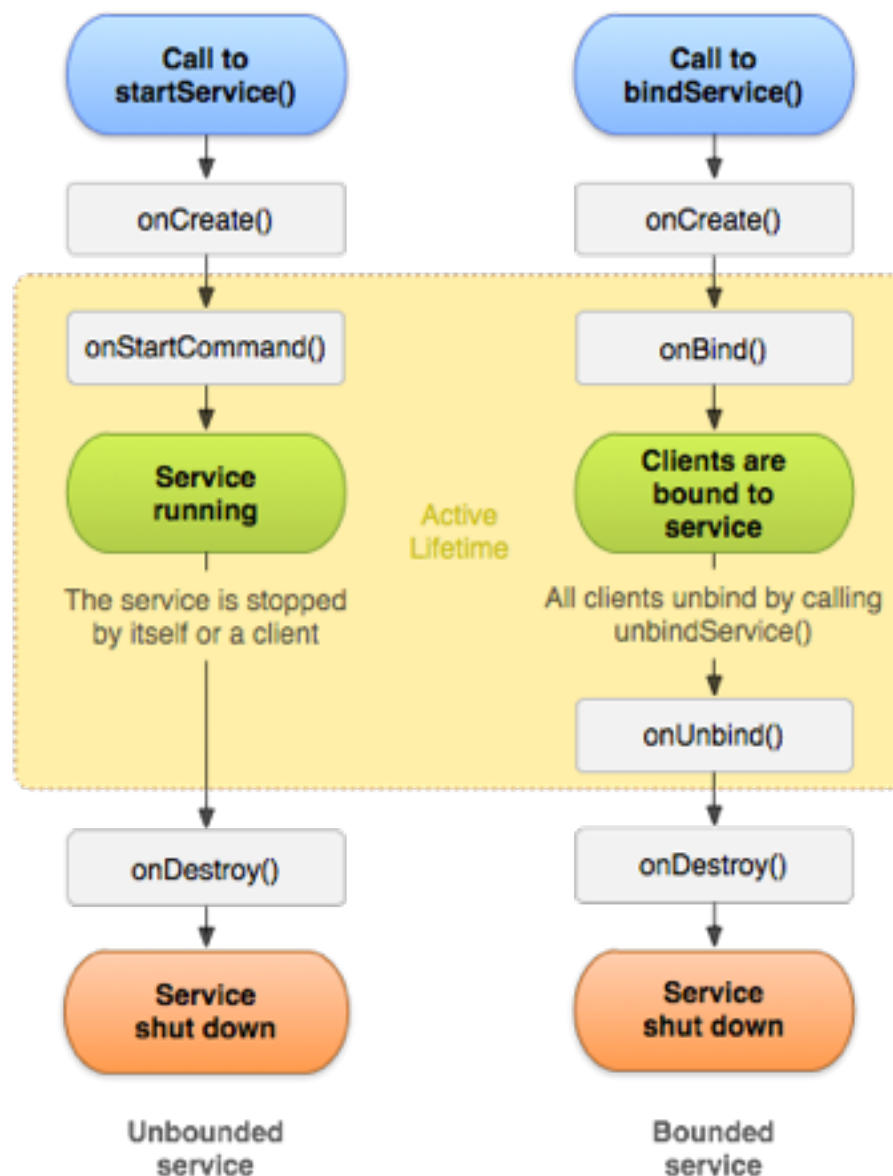 Call to
startService()
onCreate()
onStartCommand()
Service
running
The service is stopped
by itself or a client
onDestroy()
Service
shut down
Unbounded
service
Active
Lifetime
Call to
bindService()
onCreate()
onBind()
Clients are
bound to
service
All clients unbind by calling
unbindService()
onUnbind()
onDestroy()
Service
shut down
Bounded
service